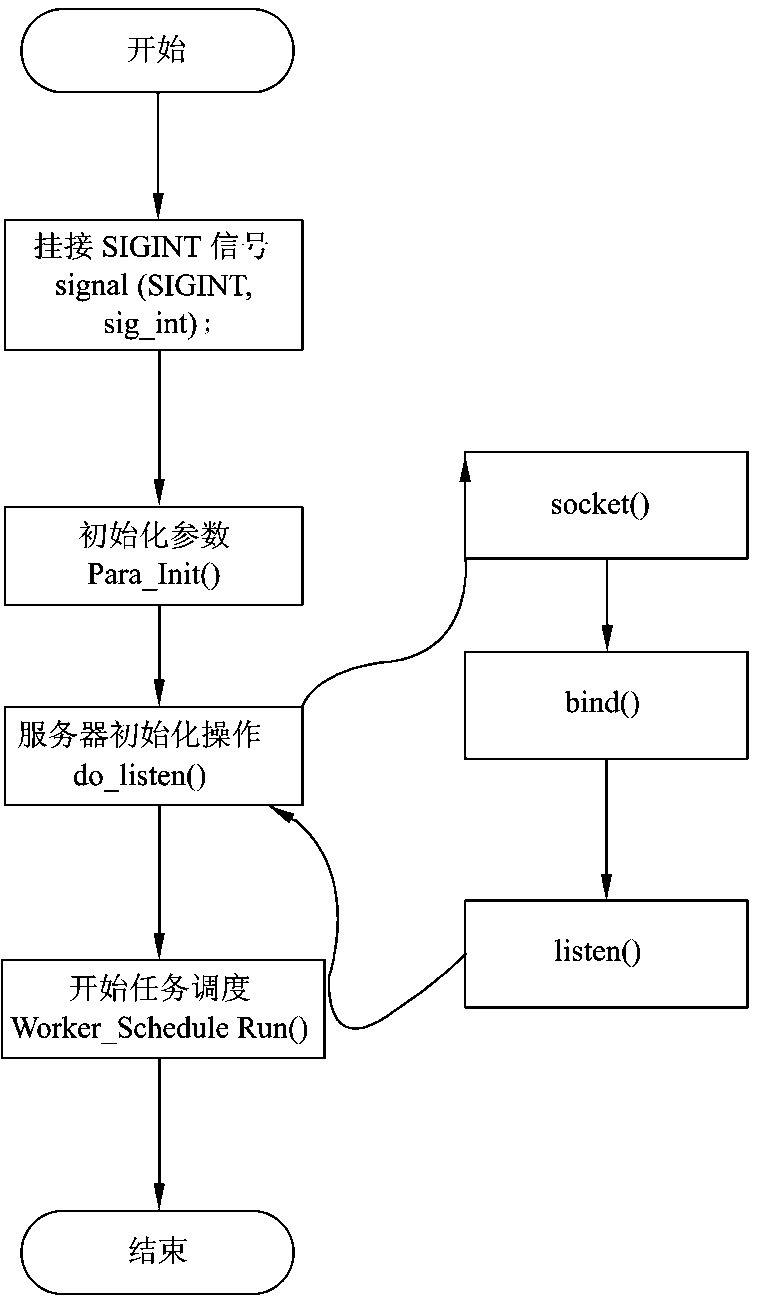 开始
挂接 SIGINT 信号
signal (SIGINT,
sig_int);
初始化参数
Para_Init()
服务器初始化操作
do_listen()
开始任务调度
Worker_Schedule Run()
结束
socket()
bind()
listen()